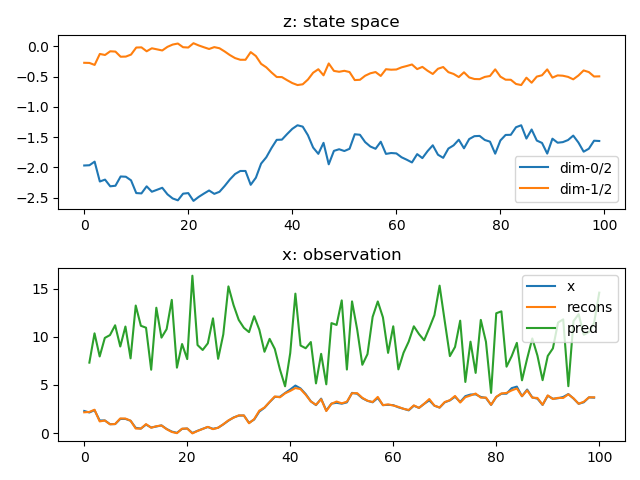 z: state space
0.0
−0.5
−1.0
−1.5
−2.0
−2.5
dim-0/2
dim-1/2
0 20 40 60 80 100
x: observation
15
10
5
0
x
recons
pred
0 20 40 60 80 100